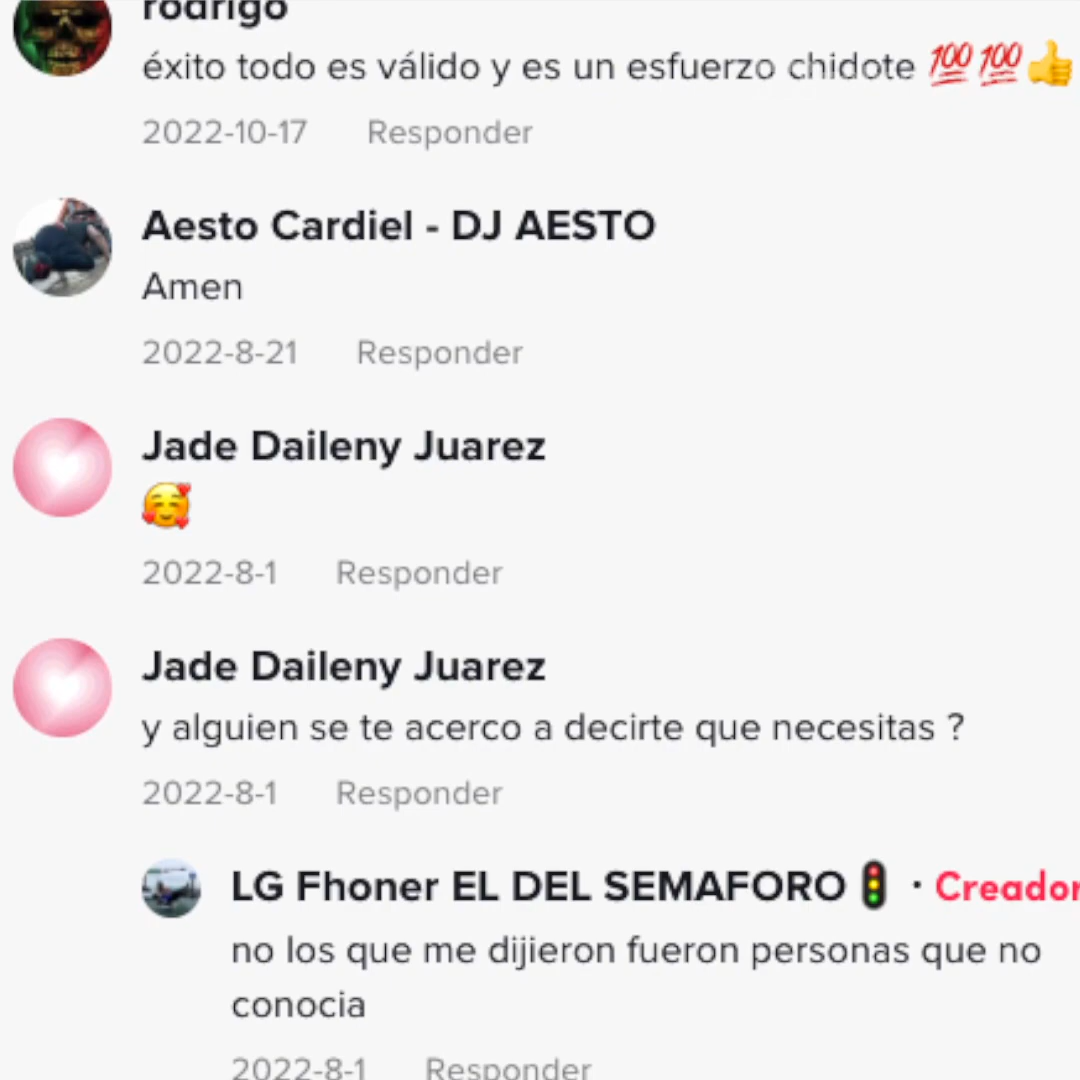 rodrigo
éxito todo es válido y es un esfuerzo chidote 💯💯👍
2022-10-17 Responder
Aesto Cardiel - DJ AESTO
Amen
2022-8-21 Responder
Jade Daileny Juarez
🥰
2022-8-1 Responder
Jade Daileny Juarez
y alguien se te acerco a decirte que necesitas ?
2022-8-1 Responder
LG Fhoner EL DEL SEMAFORO🚦 · Creador
no los que me dijieron fueron personas que no
conocia
2022-8-1 Responder